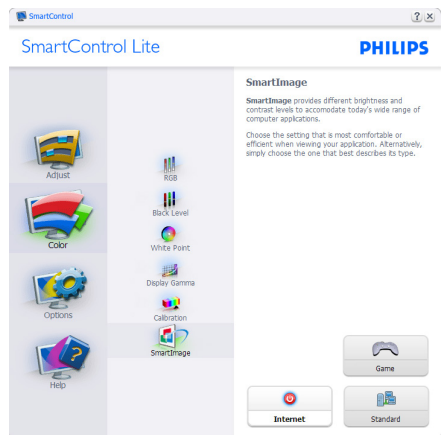 SmartControl
SmartControl Lite
PHILIPS
Adjust
Color
Options
Help
RGB
Black Level
White Point
Display Gamma
Calibration
SmartImage
SmartImage
SmartImage provides different brightness and
contrast levels to accomodate today's wide range of
computer applications.
Choose the setting that is most comfortable or
efficient when viewing your application. Alternatively,
simply choose the one that best describes its type.
Game
Internet
Standard